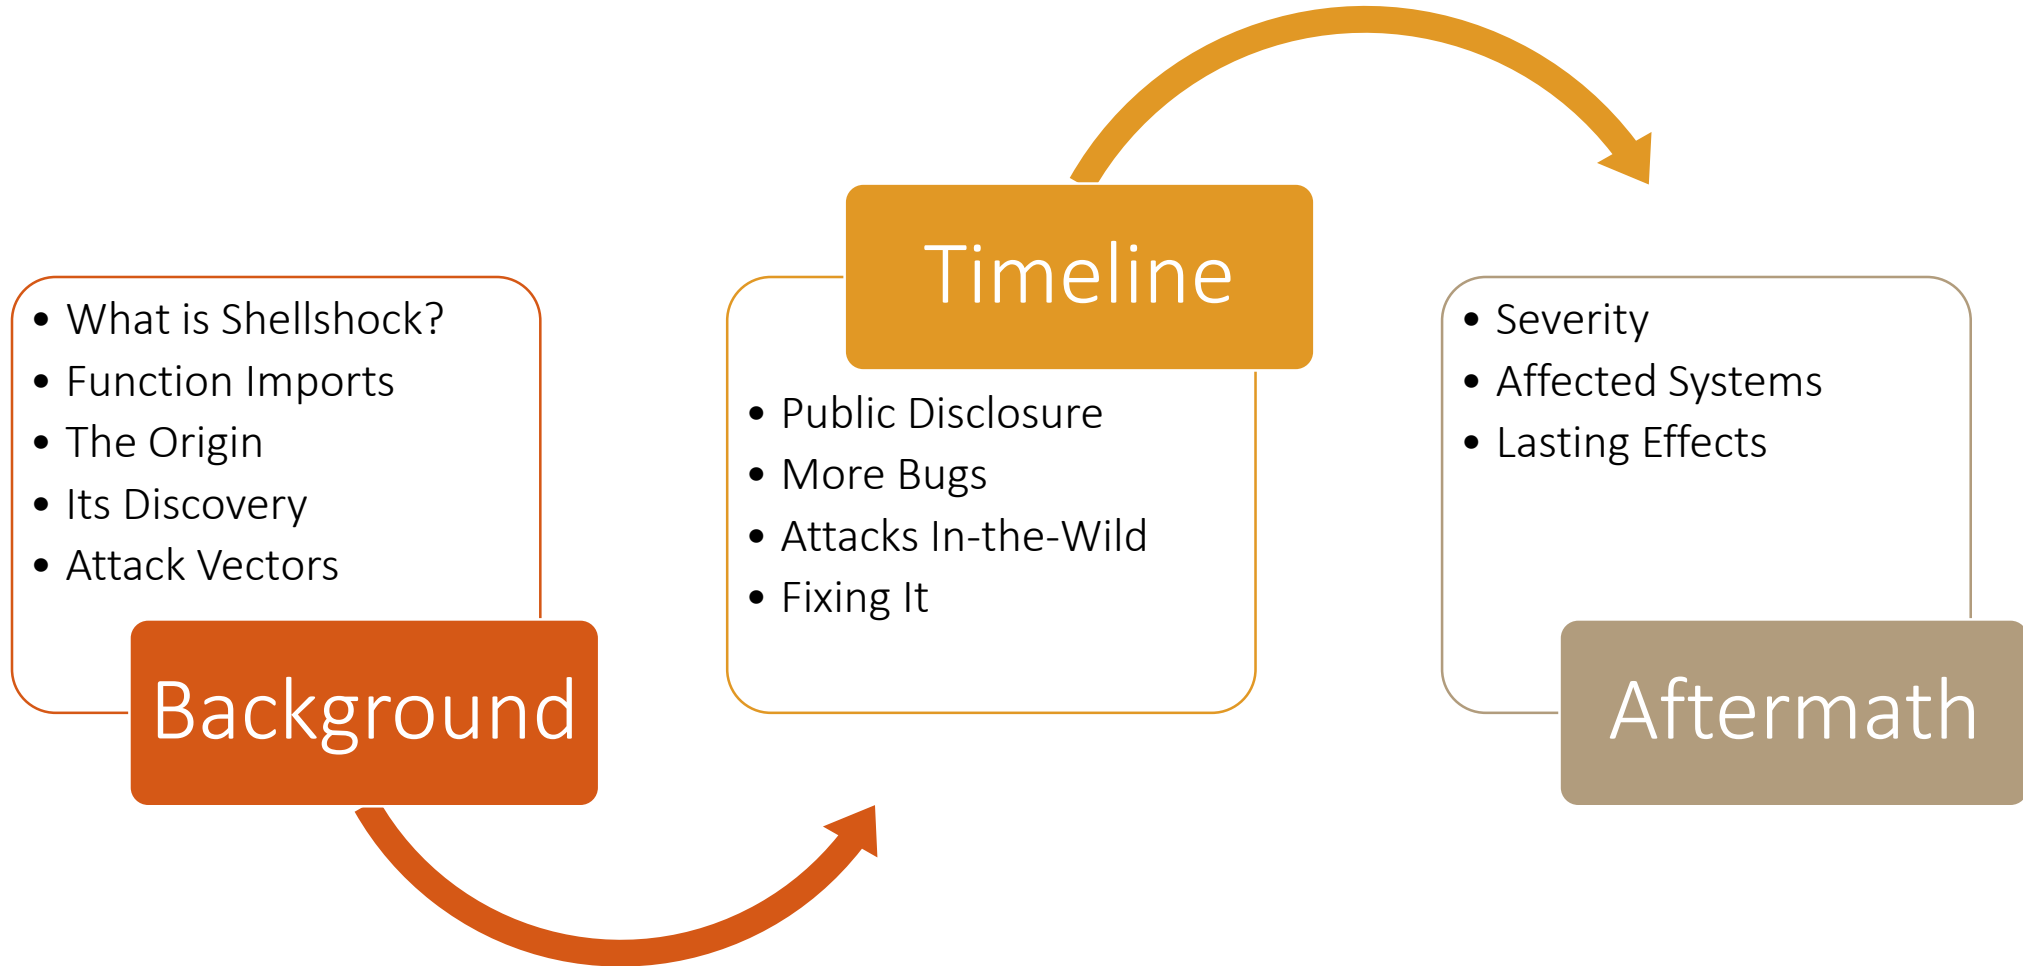 • What is Shellshock?
• Function Imports
• The Origin
• Its Discovery
• Attack Vectors
Background
Timeline
• Public Disclosure
• More Bugs
• Attacks In-the-Wild
• Fixing It
• Severity
• Affected Systems
• Lasting Effects
Aftermath